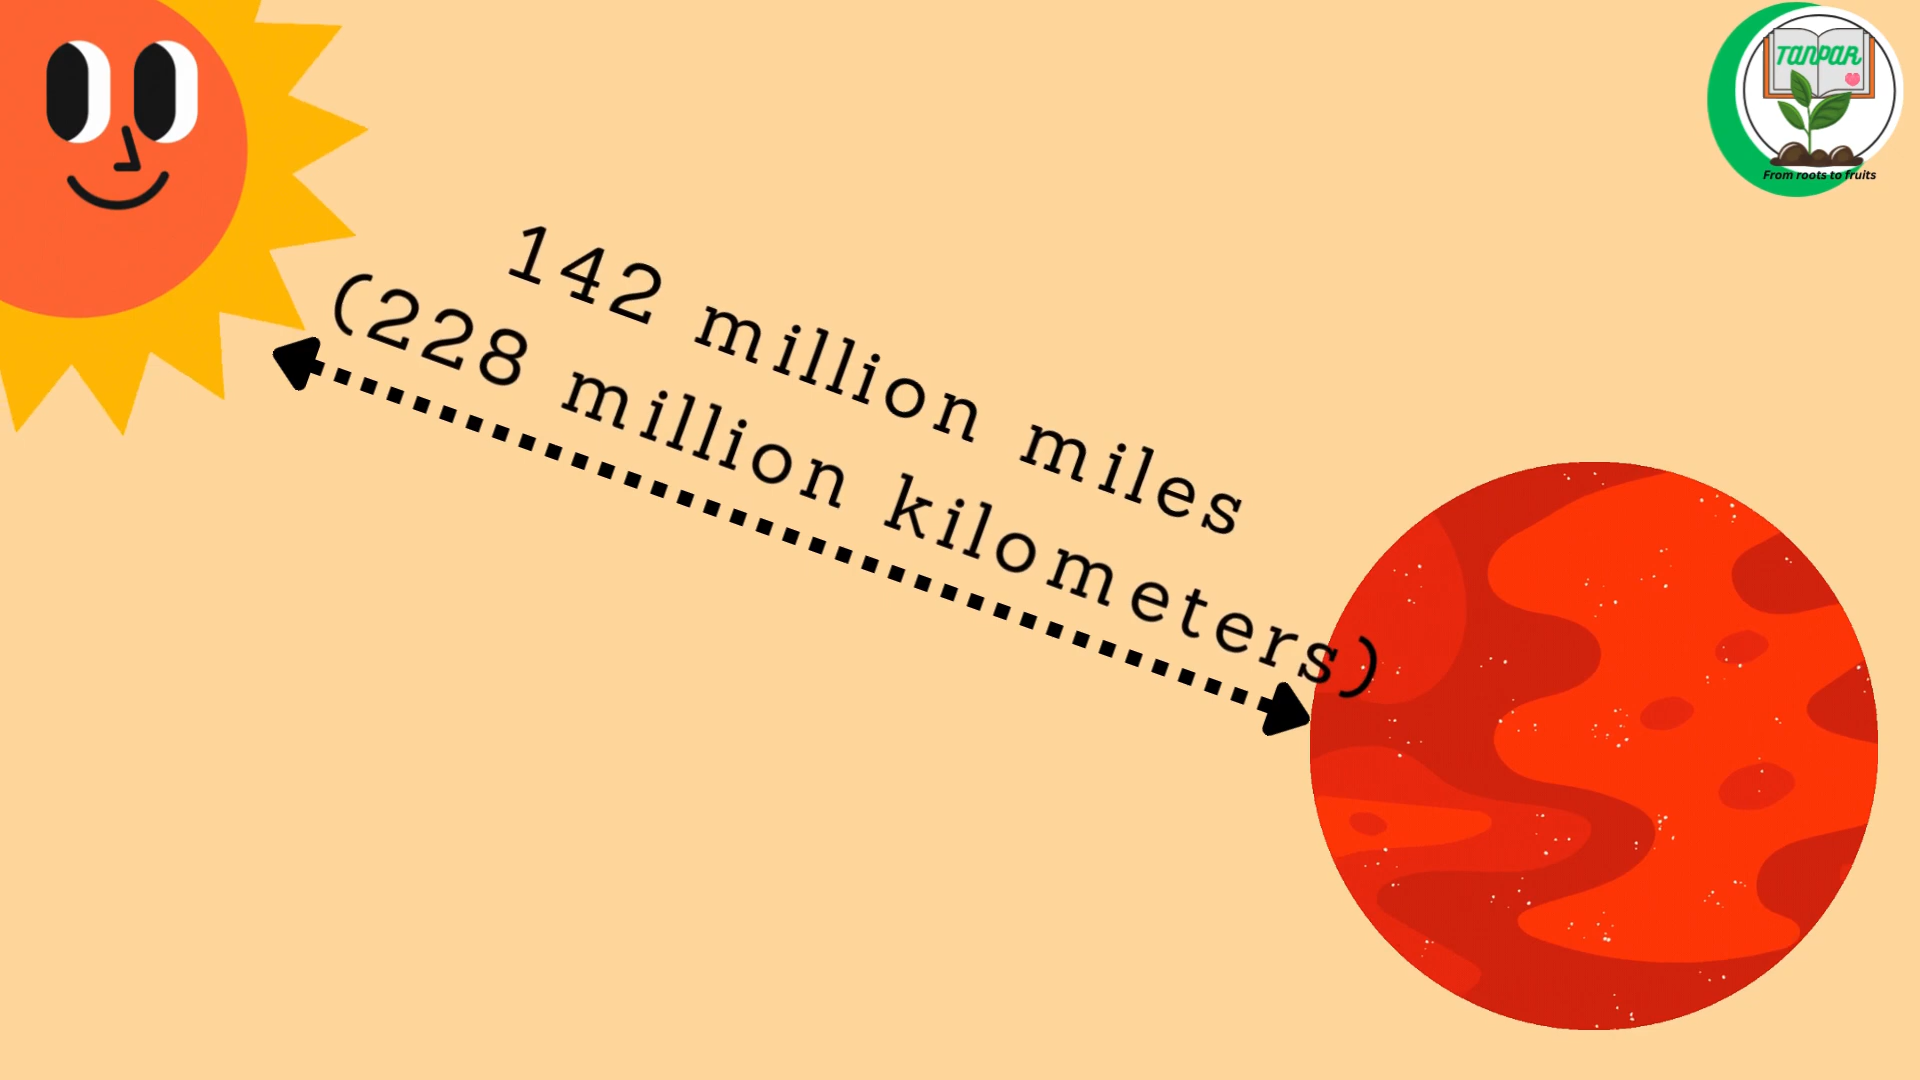 TANPAR
From roots to fruits
142 million miles
(228 million kilometers)